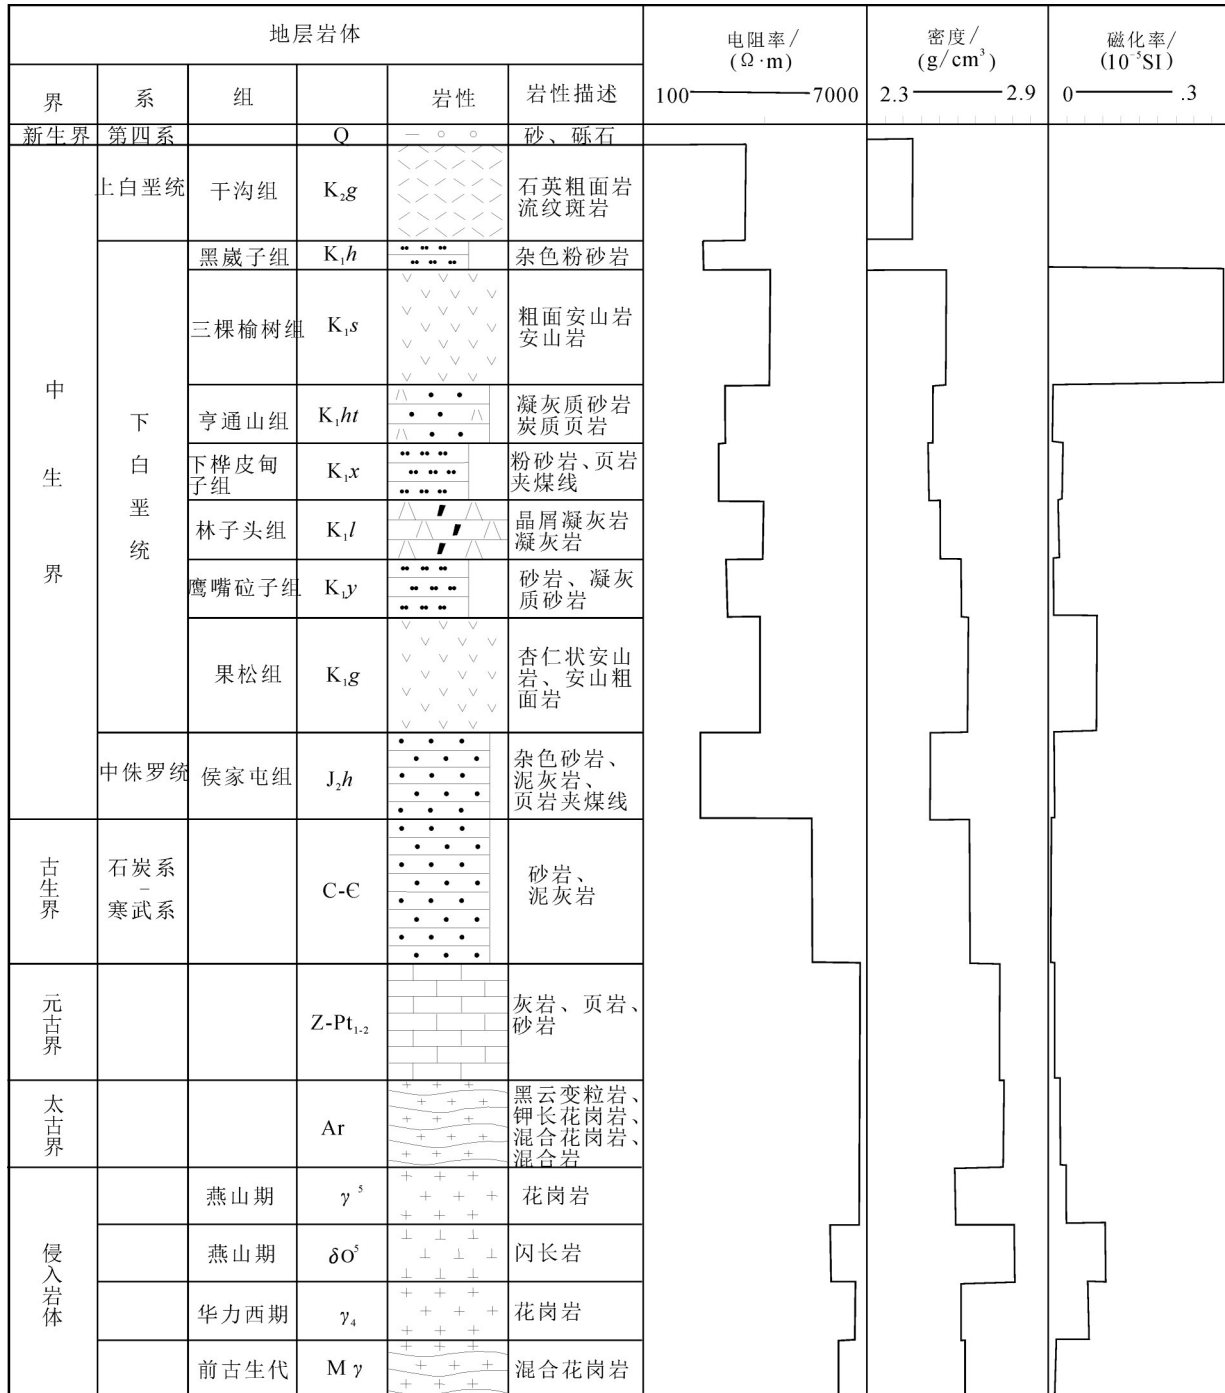 地层岩体
电阻率/
(Ω·m)
100 7000
密度/
(g/cm³)
2.3 2.9
磁化率/
(10⁻⁵SI)
0 .3
界 系 组 岩性 岩性描述
新生界 第四系 Q 砂、砾石
中生界
上白垩统 干沟组 K₂g 石英粗面岩
流纹斑岩
下白垩统
黑崴子组 K₁h 杂色粉砂岩
三棵榆树组 K₁s 粗面安山岩
安山岩
亨通山组 K₁ht 凝灰质砂岩
炭质页岩
下桦皮甸
子组 K₁x 粉砂岩、页岩
夹煤线
林子头组 K₁l 晶屑凝灰岩
凝灰岩
鹰嘴砬子组 K₁y 砂岩、凝灰
质砂岩
果松组 K₁g 杏仁状安山
岩、安山粗
面岩
中侏罗统 侯家屯组 J₂h 杂色砂岩、
泥灰岩、
页岩夹煤线
古生界
石炭系
-
寒武系 C-Є 砂岩、
泥灰岩
元古界 Z-Pt₁₋₂ 灰岩、页岩、
砂岩
太古界 Ar 黑云变粒岩、
钾长花岗岩、
混合花岗岩、
混合岩
侵入岩体
燕山期 γ⁵ 花岗岩
燕山期 δO⁵ 闪长岩
华力西期 γ₄ 花岗岩
前古生代 Mγ 混合花岗岩